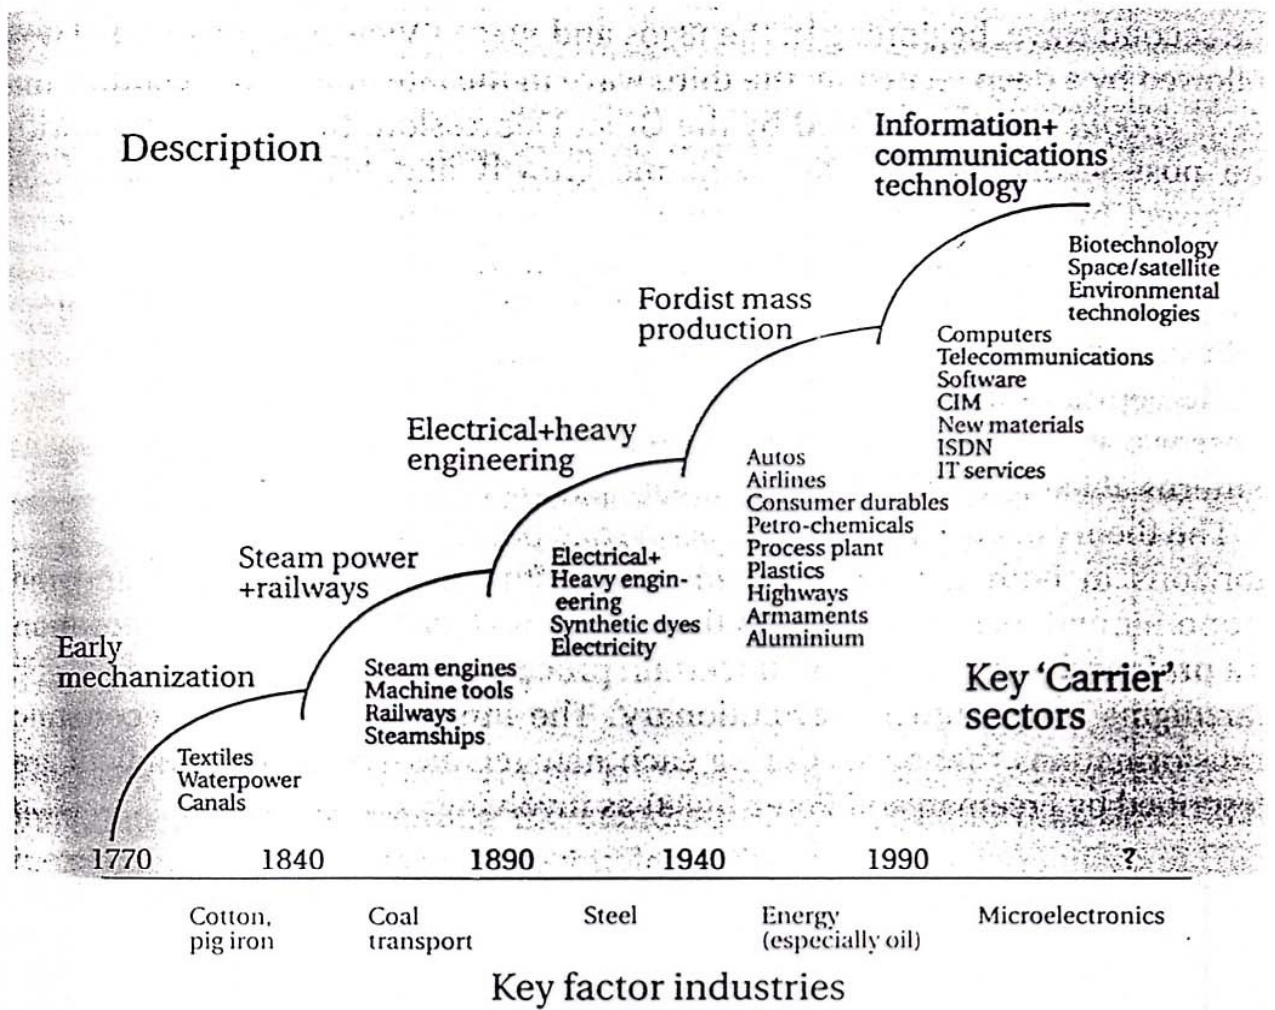 Description
Information+
communications
technology
Biotechnology
Space/satellite
Environmental
technologies
Fordist mass
production
Computers
Telecommunications
Software
CIM
New materials
ISDN
IT services
Electrical+heavy
engineering
Autos
Airlines
Consumer durables
Petro-chemicals
Process plant
Plastics
Highways
Armaments
Aluminium
Steam power
+railways
Electrical+
Heavy engin-
eering
Synthetic dyes
Electricity
Early
mechanization
Steam engines
Machine tools
Railways
Steamships
Key ‘Carrier’
sectors
Textiles
Waterpower
Canals
1770 1840 1890 1940 1990 ?
Cotton, Coal Steel Energy Microelectronics
pig iron transport (especially oil)
Key factor industries